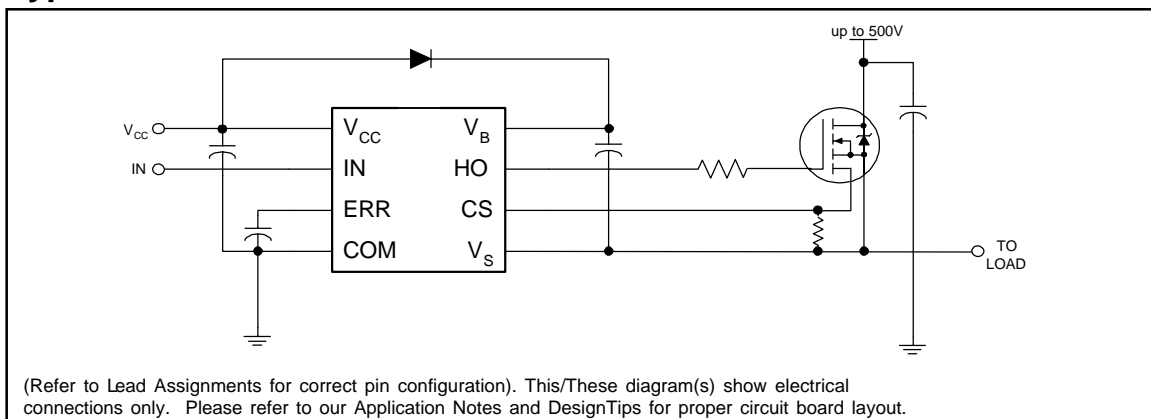 up to 500V
VCC
IN
VCC
IN
ERR
COM
VB
HO
CS
VS
TO
LOAD
(Refer to Lead Assignments for correct pin configuration). This/These diagram(s) show electrical
connections only. Please refer to our Application Notes and DesignTips for proper circuit board layout.